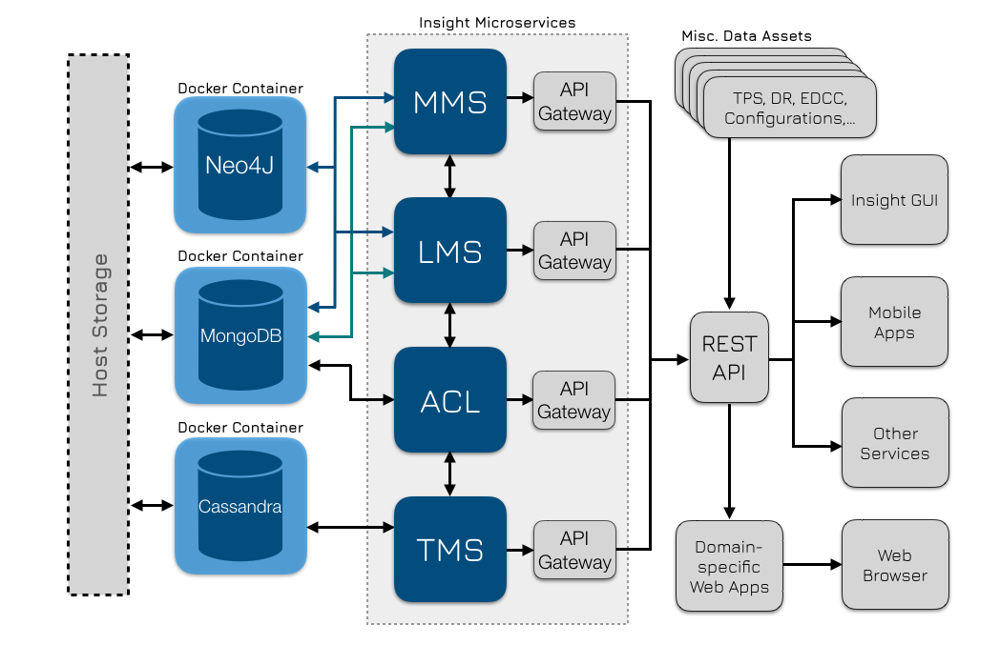 Insight Microservices
Misc. Data Assets
TPS, DR, EDCC,
Configurations,...
Host Storage
Docker Container
Neo4J
Docker Container
MongoDB
Docker Container
Cassandra
MMS
API
Gateway
LMS
API
Gateway
ACL
API
Gateway
TMS
API
Gateway
REST
API
Insight GUI
Mobile
Apps
Other
Services
Domain-
specific
Web Apps
Web
Browser